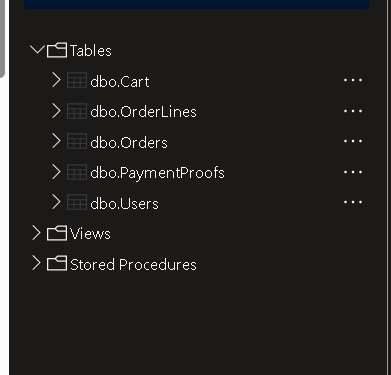 Tables
dbo.Cart
dbo.OrderLines
dbo.Orders
dbo.PaymentProofs
dbo.Users
Views
Stored Procedures